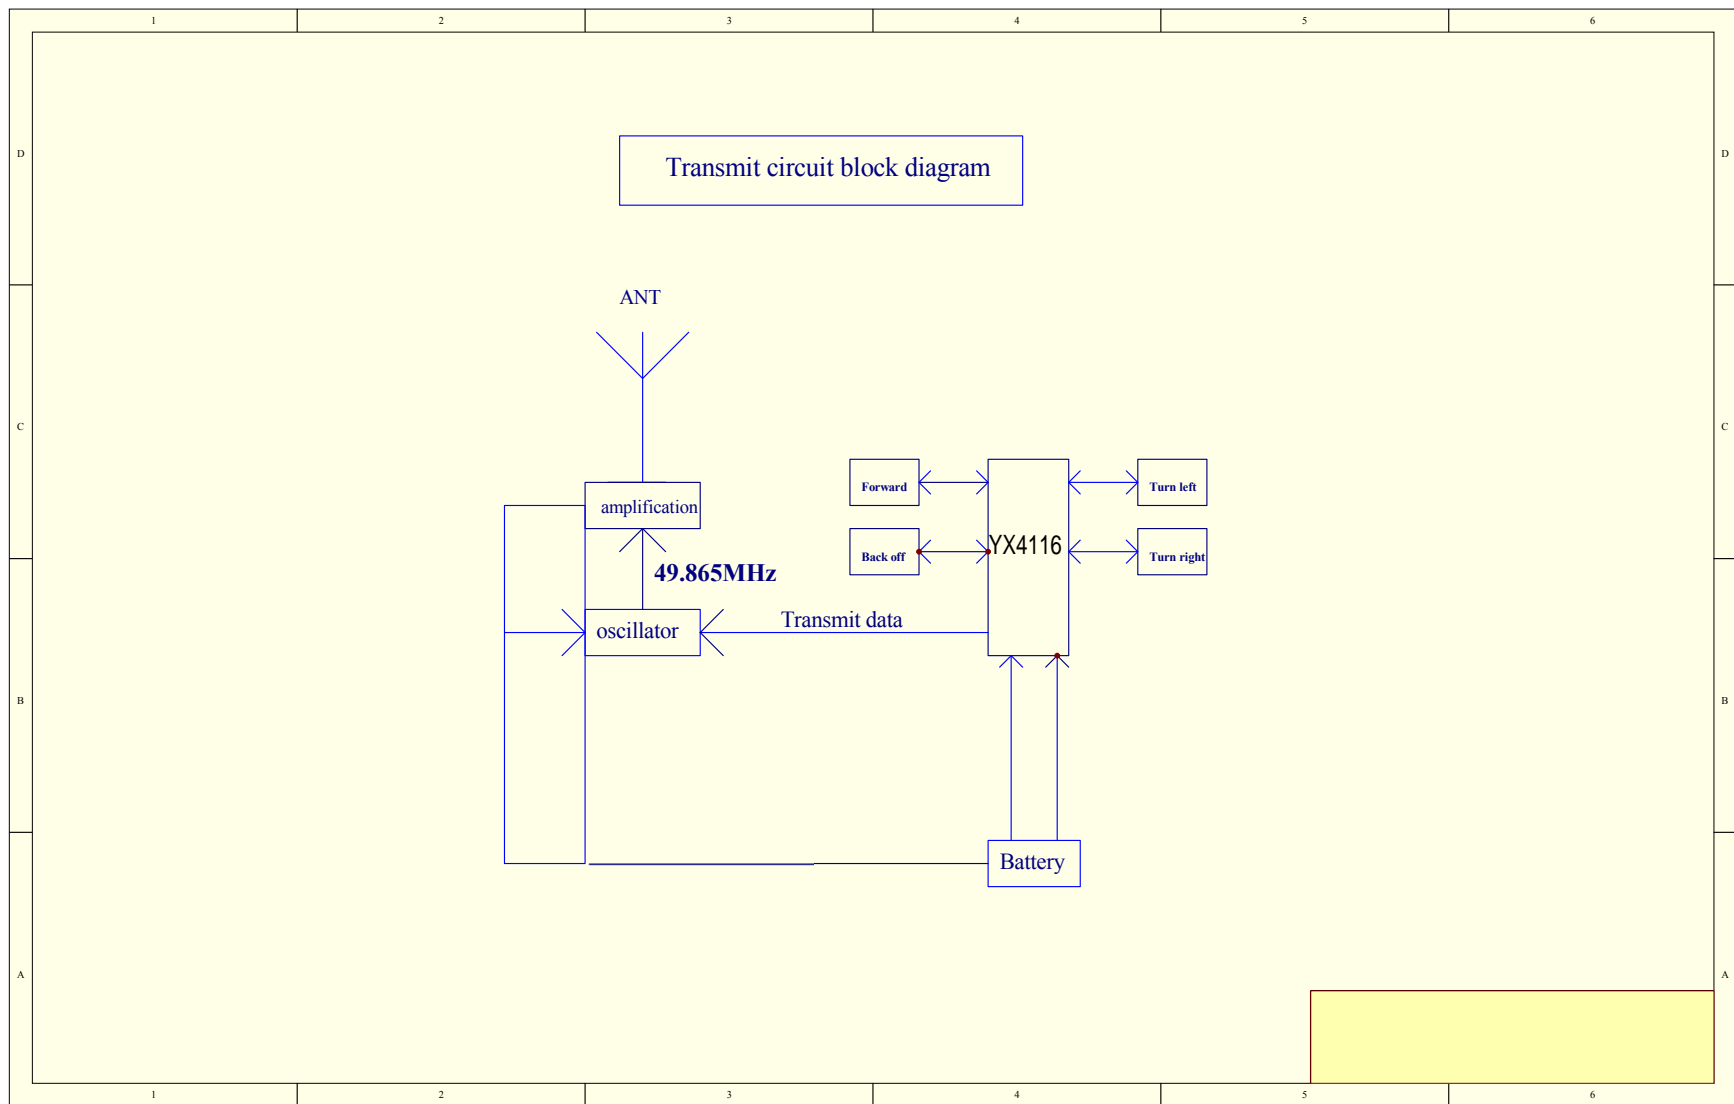 1 2 3 4 5 6
D D
Transmit circuit block diagram
ANT
C C
Forward Turn left
amplification
YX4116
Back off Turn right
49.865MHz
Transmit data
oscillator
B B
Battery
A A
1 2 3 4 5 6